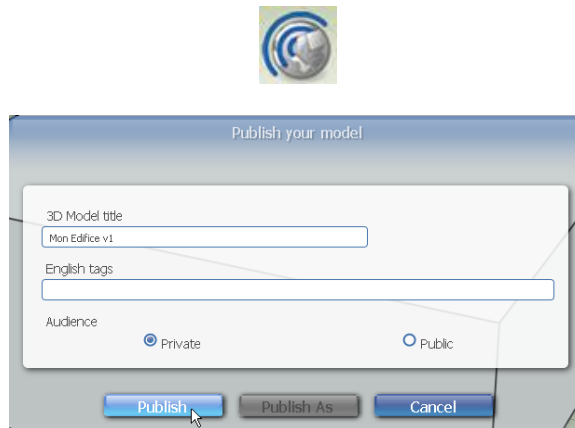 Publish your model
3D Model title
Mon Edifice v1
English tags
Audience
Private Public
Publish Publish As Cancel